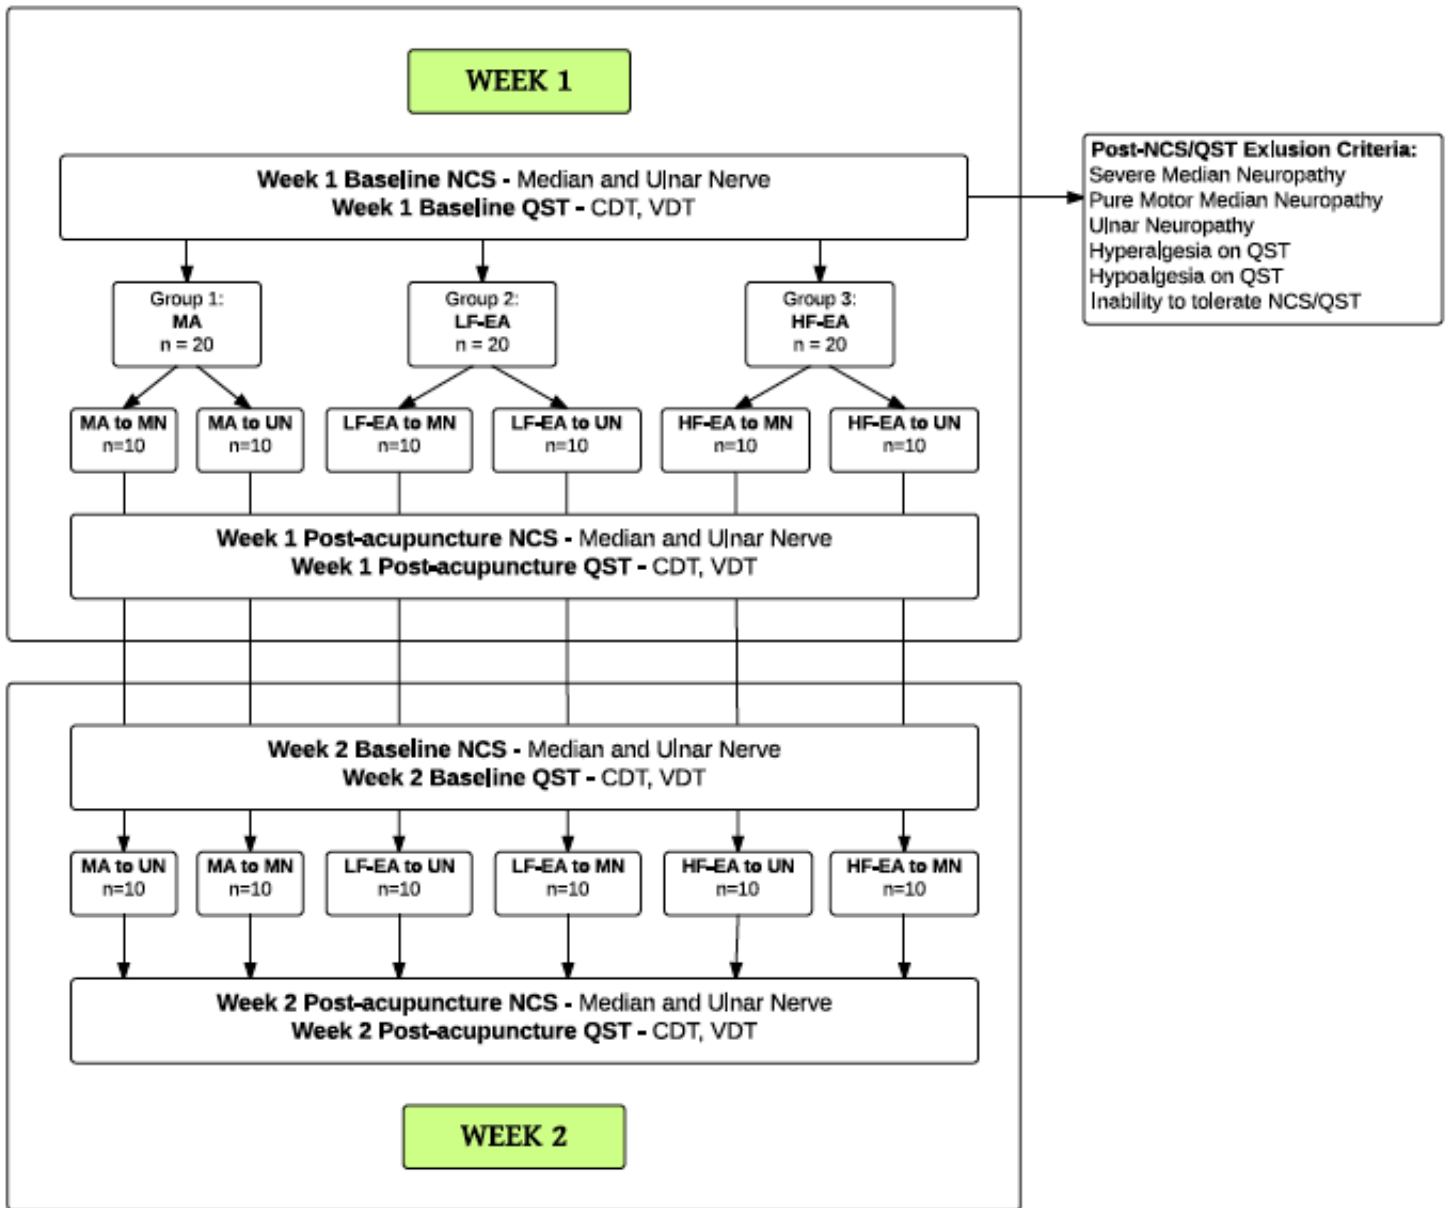 WEEK 1
Week 1 Baseline NCS - Median and Ulnar Nerve
Week 1 Baseline QST - CDT, VDT
Post-NCS/QST Exlusion Criteria:
Severe Median Neuropathy
Pure Motor Median Neuropathy
Ulnar Neuropathy
Hyperalgesia on QST
Hypoalgesia on QST
Inability to tolerate NCS/QST
Group 1:
MA
n = 20
Group 2:
LF-EA
n = 20
Group 3:
HF-EA
n = 20
MA to MN
n=10
MA to UN
n=10
LF-EA to MN
n=10
LF-EA to UN
n=10
HF-EA to MN
n=10
HF-EA to UN
n=10
Week 1 Post-acupuncture NCS - Median and Ulnar Nerve
Week 1 Post-acupuncture QST - CDT, VDT
Week 2 Baseline NCS - Median and Ulnar Nerve
Week 2 Baseline QST - CDT, VDT
MA to UN
n=10
MA to MN
n=10
LF-EA to UN
n=10
LF-EA to MN
n=10
HF-EA to UN
n=10
HF-EA to MN
n=10
Week 2 Post-acupuncture NCS - Median and Ulnar Nerve
Week 2 Post-acupuncture QST - CDT, VDT
WEEK 2